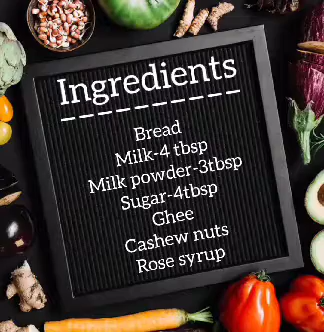 Ingredients
Bread
Milk-4 tbsp
Milk powder-3tbsp
Sugar-4tbsp
Ghee
Cashew nuts
Rose syrup